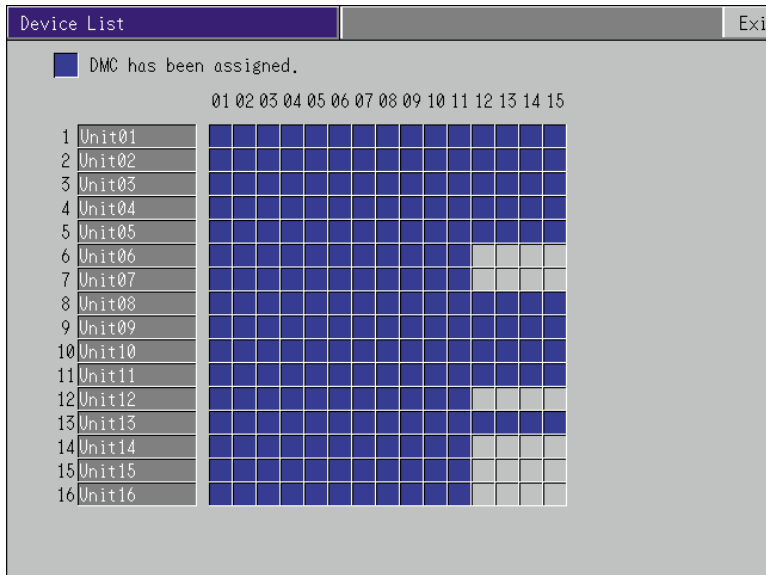 Device List Exi
DMC has been assigned.
01 02 03 04 05 06 07 08 09 10 11 12 13 14 15
1 Unit01
2 Unit02
3 Unit03
4 Unit04
5 Unit05
6 Unit06
7 Unit07
8 Unit08
9 Unit09
10 Unit10
11 Unit11
12 Unit12
13 Unit13
14 Unit14
15 Unit15
16 Unit16